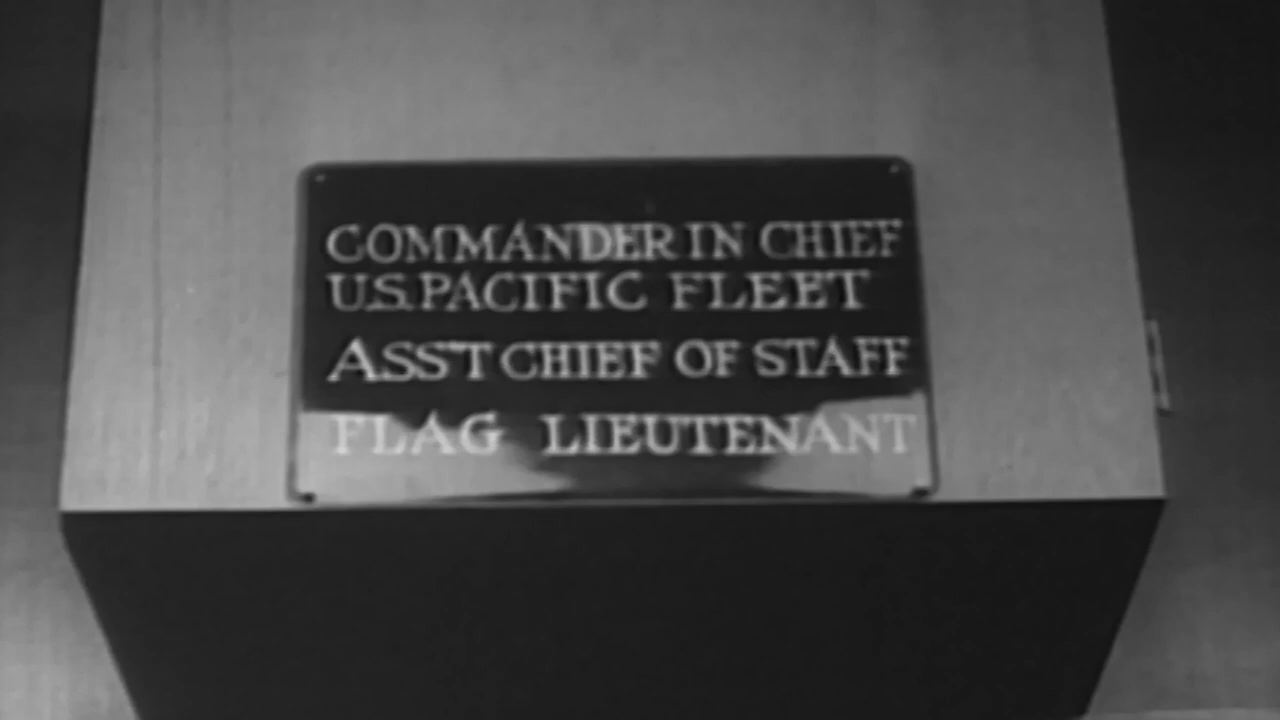 COMMANDER IN CHIEF
U.S. PACIFIC FLEET
ASST CHIEF OF STAFF
FLAG LIEUTENANT